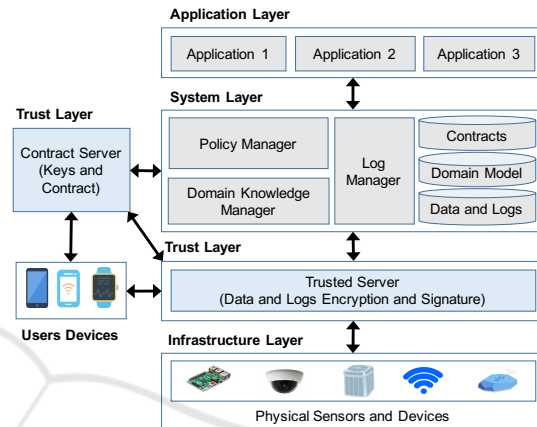 Application Layer
Application 1
Application 2
Application 3
System Layer
Trust Layer
Contract Server
(Keys and
Contract)
Policy Manager
Domain Knowledge
Manager
Log
Manager
Contracts
Domain Model
Data and Logs
Trust Layer
Trusted Server
(Data and Logs Encryption and Signature)
Users Devices
Infrastructure Layer
Physical Sensors and Devices